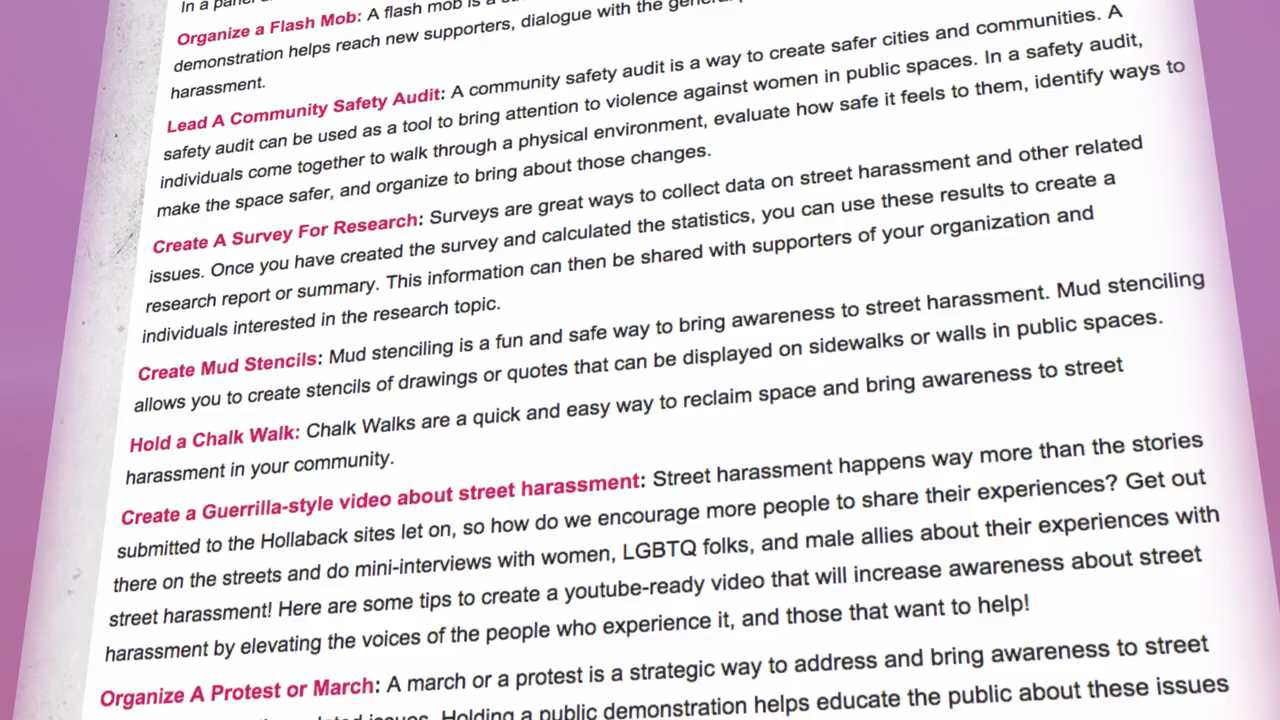 In a
Organize a Flash Mob: A flash mob is a
demonstration helps reach new supporters, dialogue with the
harassment.
Lead A Community Safety Audit: A community safety audit is a way to create safer cities and communities. A
safety audit can be used as a tool to bring attention to violence against women in public spaces. In a safety audit,
individuals come together to walk through a physical environment, evaluate how safe it feels to them, identify ways to
make the space safer, and organize to bring about those changes.
Create A Survey For Research: Surveys are great ways to collect data on street harassment and other related
issues. Once you have created the survey and calculated the statistics, you can use these results to create a
research report or summary. This information can then be shared with supporters of your organization and
individuals interested in the research topic.
Create Mud Stencils: Mud stenciling is a fun and safe way to bring awareness to street harassment. Mud stenciling
allows you to create stencils of drawings or quotes that can be displayed on sidewalks or walls in public spaces.
Hold a Chalk Walk: Chalk Walks are a quick and easy way to reclaim space and bring awareness to street
harassment in your community.
Create a Guerrilla-style video about street harassment: Street harassment happens way more than the stories
submitted to the Hollaback sites let on, so how do we encourage more people to share their experiences? Get out
there on the streets and do mini-interviews with women, LGBTQ folks, and male allies about their experiences with
street harassment! Here are some tips to create a youtube-ready video that will increase awareness about street
harassment by elevating the voices of the people who experience it, and those that want to help!
Organize A Protest or March: A march or a protest is a strategic way to address and bring awareness to street
issues. Holding a public demonstration helps educate the public about these issues